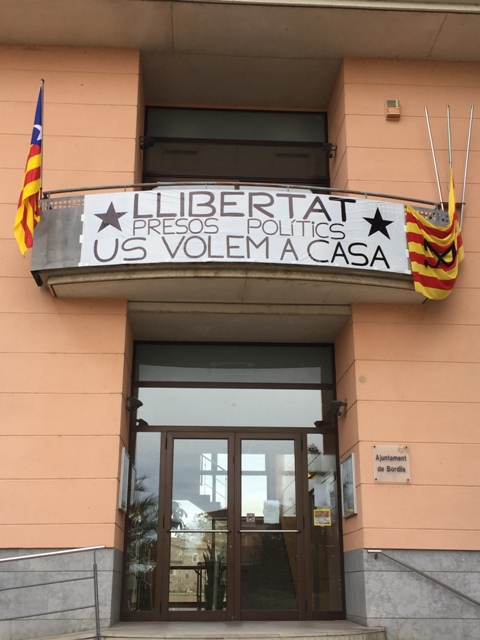 LLIBERTAT
PRESOS POLÍTICS
US VOLEM A CASA
Ajuntament
de Bordils